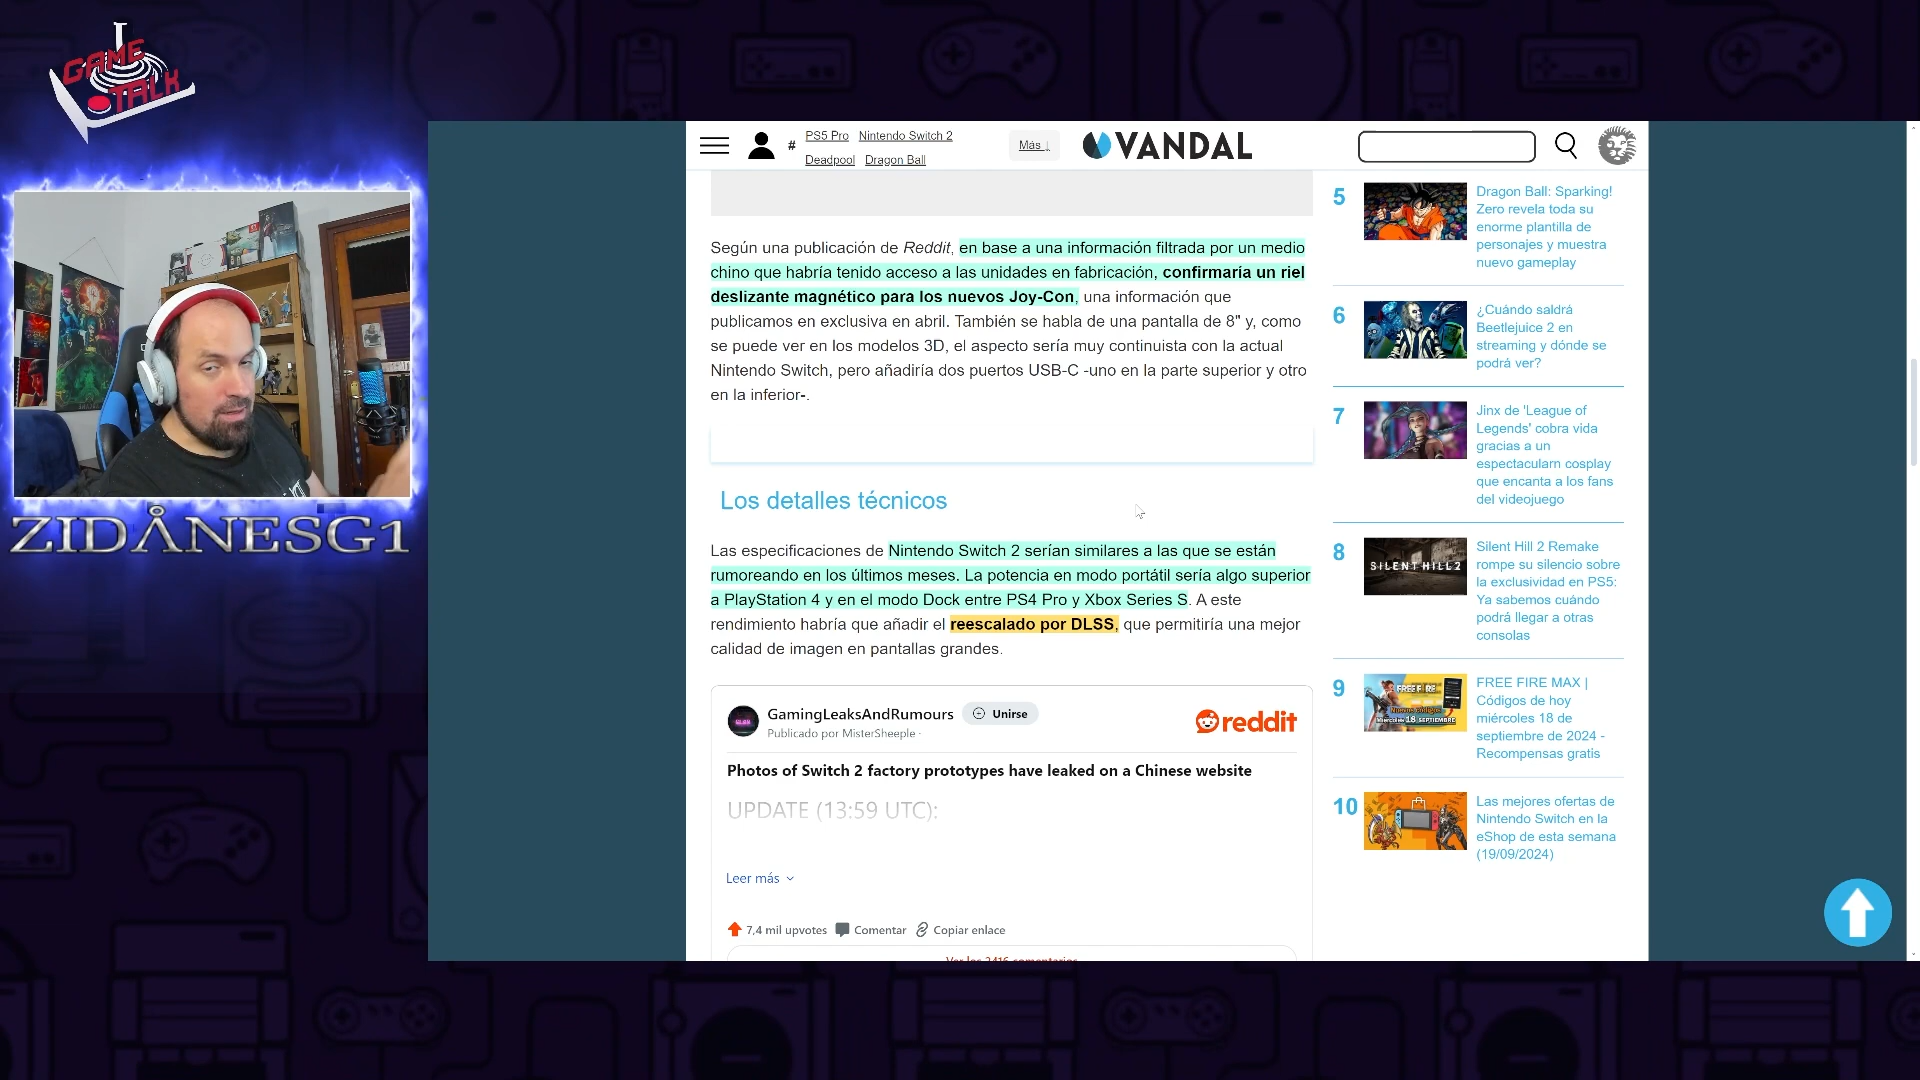 GAME
TALK
ZIDÅNESG1
#
PS5 Pro
Nintendo Switch 2
Deadpool
Dragon Ball
Más ↓
VANDAL
Según una publicación de Reddit, en base a una información filtrada por un medio
chino que habría tenido acceso a las unidades en fabricación, confirmaría un riel
deslizante magnético para los nuevos Joy-Con, una información que
publicamos en exclusiva en abril. También se habla de una pantalla de 8" y, como
se puede ver en los modelos 3D, el aspecto sería muy continuista con la actual
Nintendo Switch, pero añadiría dos puertos USB-C -uno en la parte superior y otro
en la inferior-.
Los detalles técnicos
Las especificaciones de Nintendo Switch 2 serían similares a las que se están
rumoreando en los últimos meses. La potencia en modo portátil sería algo superior
a PlayStation 4 y en el modo Dock entre PS4 Pro y Xbox Series S. A este
rendimiento habría que añadir el reescalado por DLSS, que permitiría una mejor
calidad de imagen en pantallas grandes.
GamingLeaksAndRumours
Unirse
Publicado por MisterSheeple ·
reddit
Photos of Switch 2 factory prototypes have leaked on a Chinese website
UPDATE (13:59 UTC):
Leer más
7,4 mil upvotes
Comentar
Copiar enlace
Ver los 2416 comentarios
5
Dragon Ball: Sparking!
Zero revela toda su
enorme plantilla de
personajes y muestra
nuevo gameplay
6
¿Cuándo saldrá
Beetlejuice 2 en
streaming y dónde se
podrá ver?
7
Jinx de 'League of
Legends' cobra vida
gracias a un
espectacularn cosplay
que encanta a los fans
del videojuego
8
SILENT HILL 2
Silent Hill 2 Remake
rompe su silencio sobre
la exclusividad en PS5:
Ya sabemos cuándo
podrá llegar a otras
consolas
9
FREE FIRE
Nuevos códigos
Miércoles 18 SEPTIEMBRE
FREE FIRE MAX |
Códigos de hoy
miércoles 18 de
septiembre de 2024 -
Recompensas gratis
10
Las mejores ofertas de
Nintendo Switch en la
eShop de esta semana
(19/09/2024)